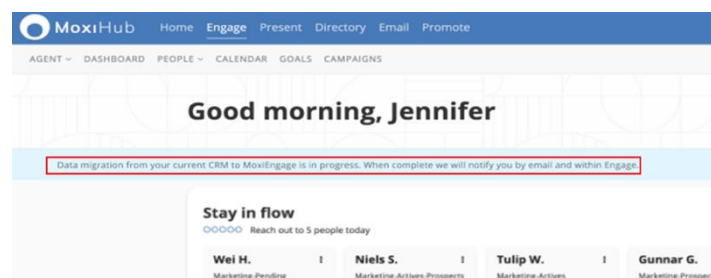 MoxiHub Home Engage Present Directory Email Promote
AGENT DASHBOARD PEOPLE CALENDAR GOALS CAMPAIGNS
Good morning, Jennifer
Data migration from your current CRM to MoxiEngage is in progress. When complete we will notify you by email and within Engage.
Stay in flow
Reach out to 5 people today
Wei H. Niels S. Tulip W. Gunnar G.
Marketing-Pending Marketing-Actives-Prospects Marketing-Actives Marketing-Prospec